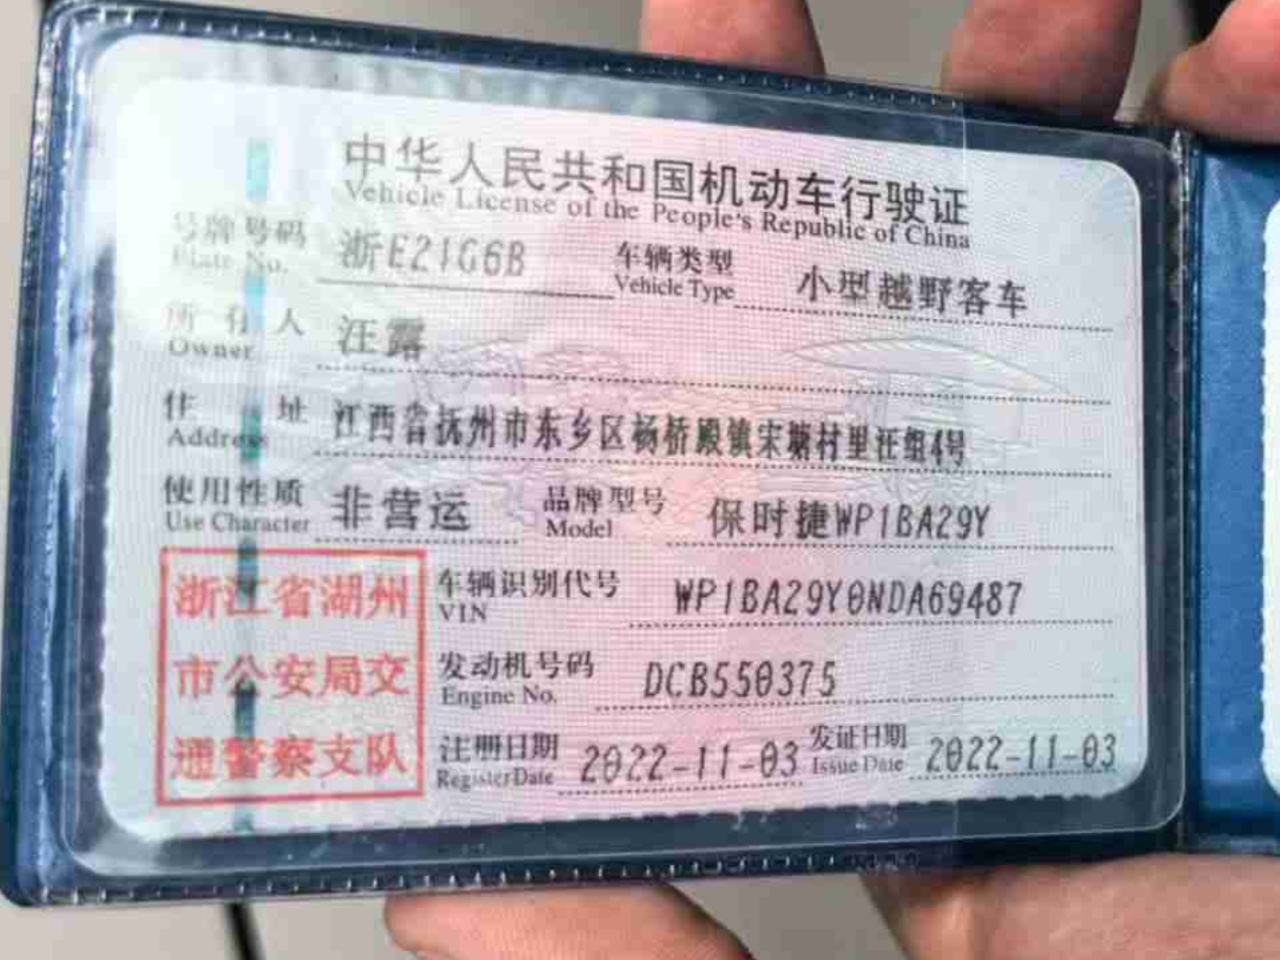 中华人民共和国机动车行驶证
Vehicle License of the People's Republic of China
号牌号码 浙E21G6B 车辆类型 小型越野客车
Plate No. Vehicle Type
所有人 汪露
Owner
住址 江西省抚州市东乡区杨桥殿镇宋塘村里汪组4号
Address
使用性质 非营运 品牌型号 保时捷WP1BA29Y
Use Character Model
浙江省湖州
市公安局交
通警察支队
车辆识别代号 WP1BA29Y0NDA69487
VIN
发动机号码 DCB550375
Engine No.
注册日期 2022-11-03 发证日期 2022-11-03
Register Date Issue Date